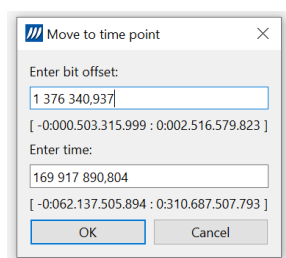 Move to time point
Enter bit offset:
1 376 340,937
[ -0:000.503.315.999 : 0:002.516.579.823 ]
Enter time:
169 917 890,804
[ -0:062.137.505.894 : 0:310.687.507.793 ]
OK Cancel